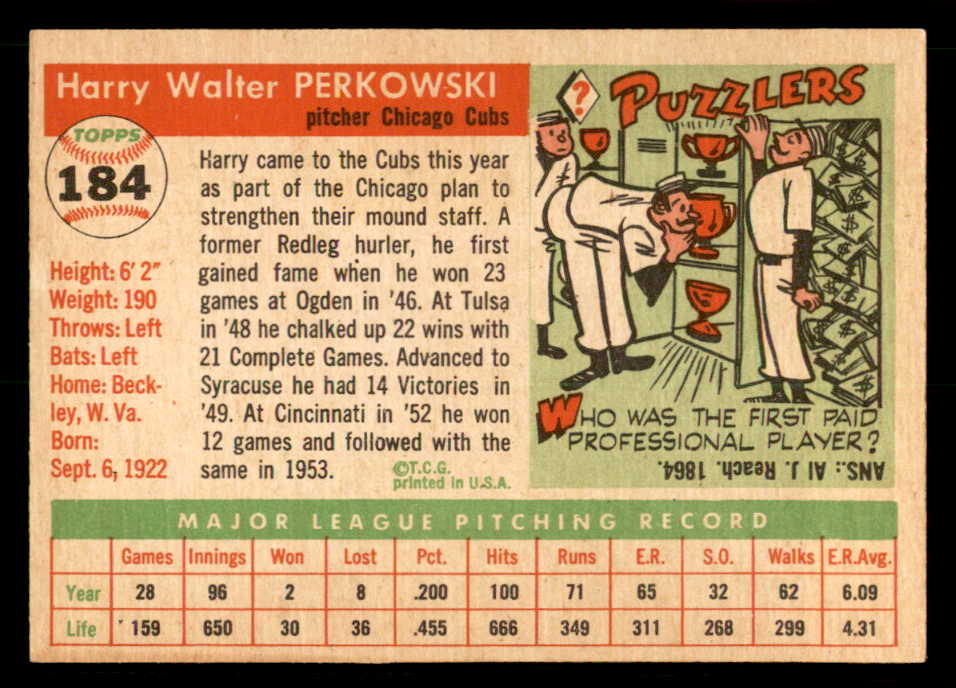 Harry Walter PERKOWSKI
pitcher Chicago Cubs
TOPPS
184
Height: 6' 2"
Weight: 190
Throws: Left
Bats: Left
Home: Beck-
ley, W. Va.
Born:
Sept. 6, 1922
Harry came to the Cubs this year
as part of the Chicago plan to
strengthen their mound staff. A
former Redleg hurler, he first
gained fame when he won 23
games at Ogden in '46. At Tulsa
in '48 he chalked up 22 wins with
21 Complete Games. Advanced to
Syracuse he had 14 Victories in
'49. At Cincinnati in '52 he won
12 games and followed with the
same in 1953.
©T.C.G.
printed in U.S.A.
? PUZZLERS
WHO WAS THE FIRST PAID
PROFESSIONAL PLAYER?
ANS.: Al J. Reach. 1864.
MAJOR LEAGUE PITCHING RECORD
Games Innings Won Lost Pct. Hits Runs E.R. S.O. Walks E.R.Avg.
Year 28 96 2 8 .200 100 71 65 32 62 6.09
Life 159 650 30 36 .455 666 349 311 268 299 4.31